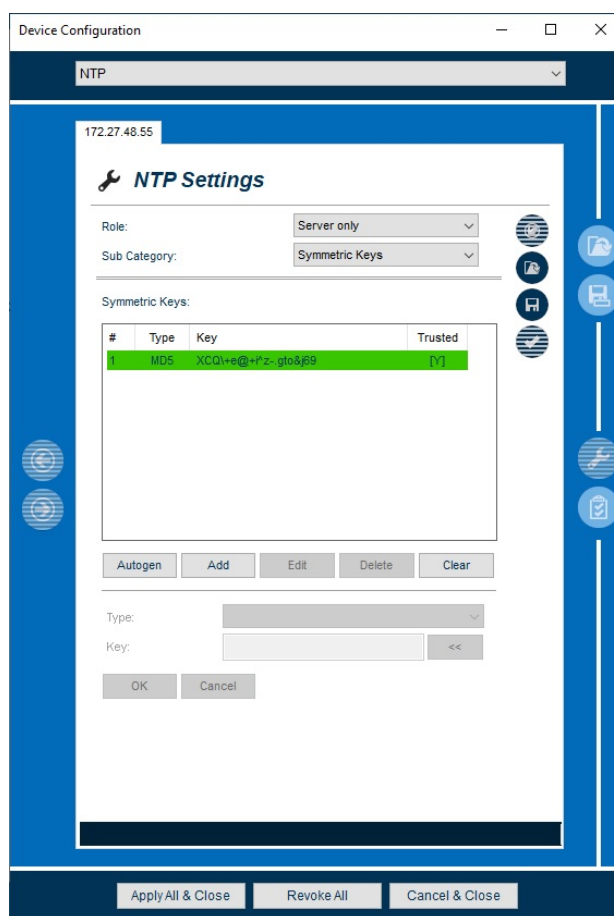 Device Configuration
NTP
172.27.48.55
NTP Settings
Role: Server only
Sub Category: Symmetric Keys
Symmetric Keys:
# Type Key Trusted
1 MD5 XCQ\+e@+i^z-.gto&j69 [Y]
Autogen Add Edit Delete Clear
Type:
Key: <<
OK Cancel
Apply All & Close Revoke All Cancel & Close